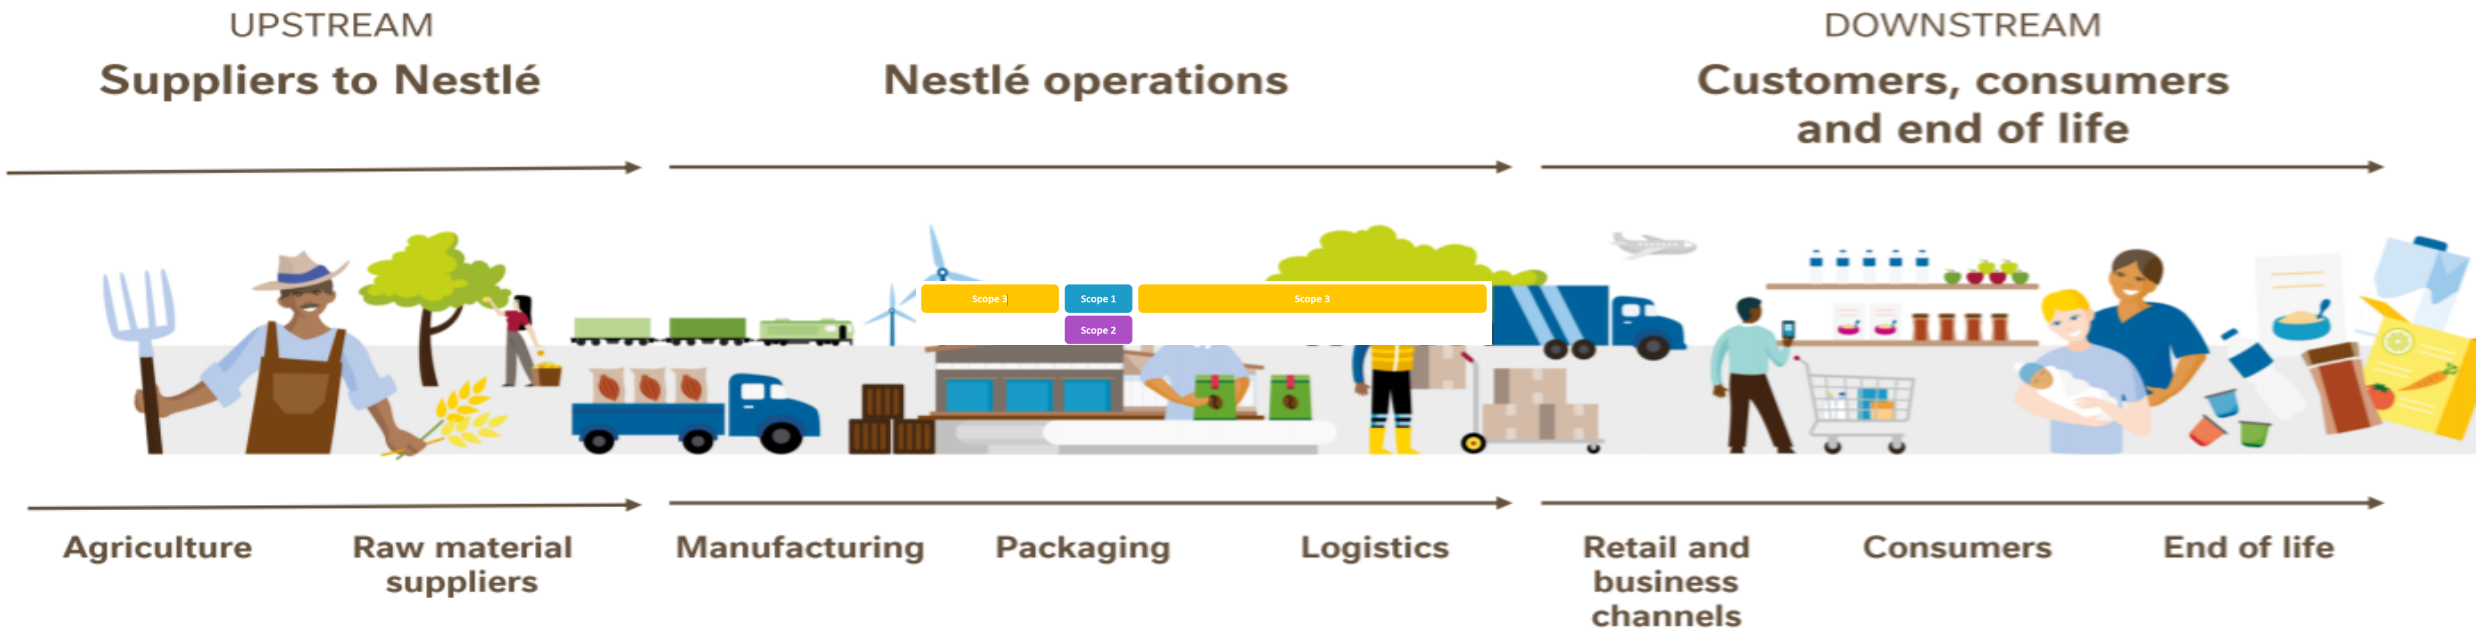 UPSTREAM
Suppliers to Nestlé
Nestlé operations
DOWNSTREAM
Customers, consumers
and end of life
Scope 3
Scope 1
Scope 3
Scope 2
Agriculture
Raw material
suppliers
Manufacturing
Packaging
Logistics
Retail and
business
channels
Consumers
End of life